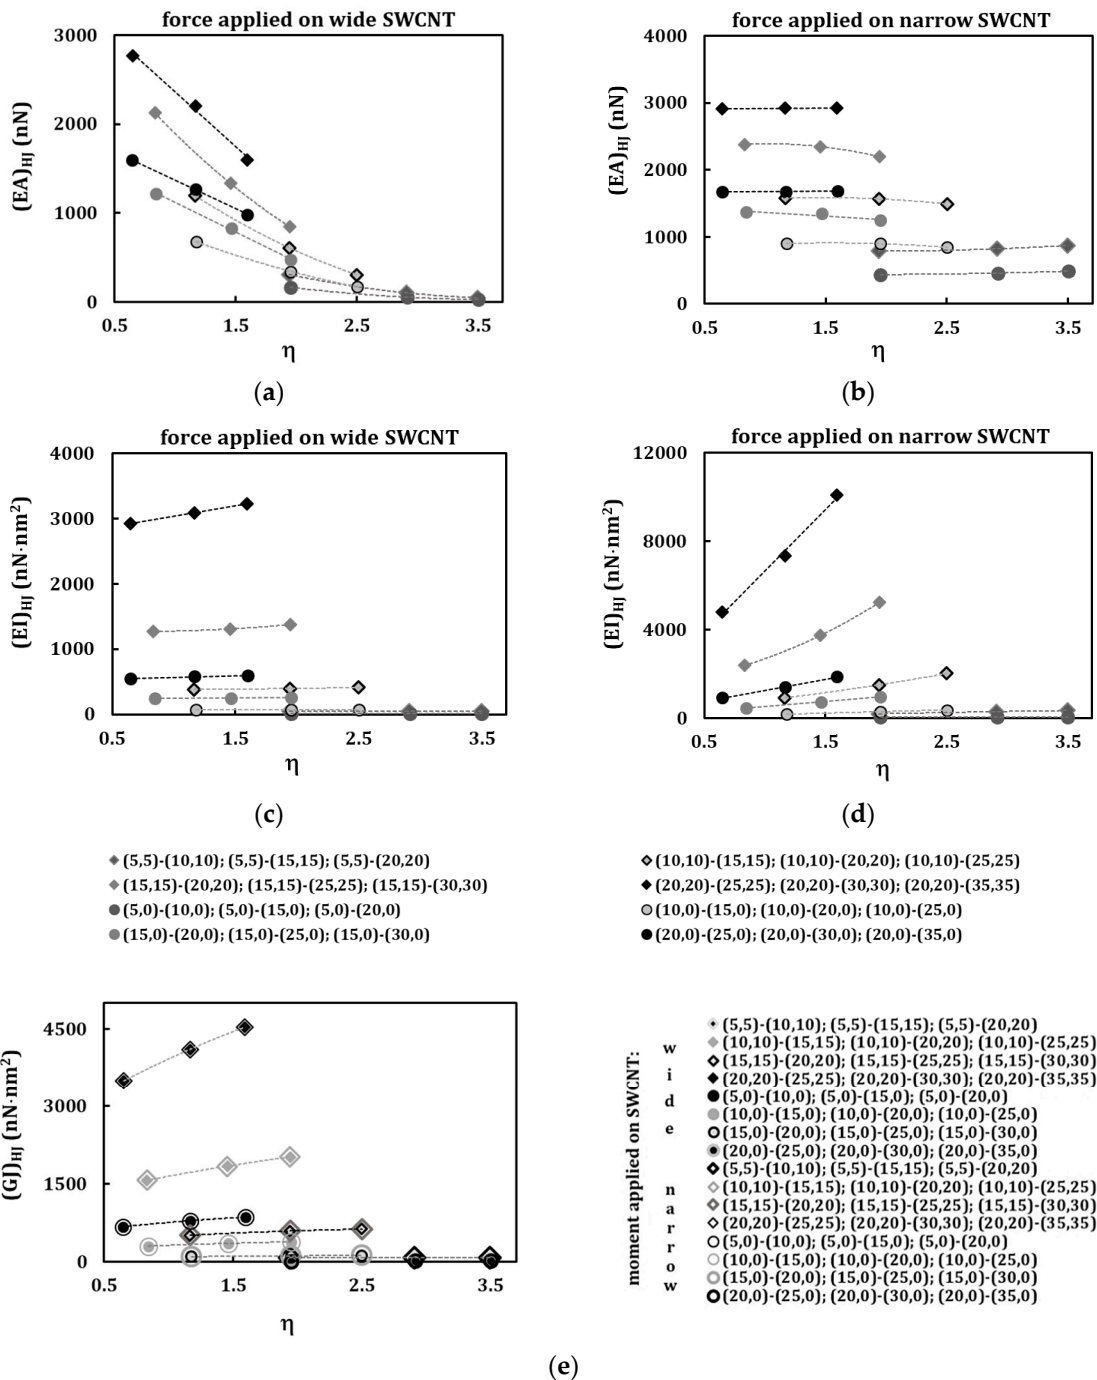 force applied on wide SWCNT
force applied on narrow SWCNT
(EA)HJ (nN)
3000
2000
1000
0
0.5 1.5 2.5 3.5
η
(a)
(EA)HJ (nN)
4000
3000
2000
1000
0
0.5 1.5 2.5 3.5
η
(b)
force applied on wide SWCNT
force applied on narrow SWCNT
(EI)HJ (nN·nm²)
4000
3000
2000
1000
0
0.5 1.5 2.5 3.5
η
(c)
(EI)HJ (nN·nm²)
12000
8000
4000
0
0.5 1.5 2.5 3.5
η
(d)
(5,5)-(10,10); (5,5)-(15,15); (5,5)-(20,20)
(15,15)-(20,20); (15,15)-(25,25); (15,15)-(30,30)
(5,0)-(10,0); (5,0)-(15,0); (5,0)-(20,0)
(15,0)-(20,0); (15,0)-(25,0); (15,0)-(30,0)
(10,10)-(15,15); (10,10)-(20,20); (10,10)-(25,25)
(20,20)-(25,25); (20,20)-(30,30); (20,20)-(35,35)
(10,0)-(15,0); (10,0)-(20,0); (10,0)-(25,0)
(20,0)-(25,0); (20,0)-(30,0); (20,0)-(35,0)
(GJ)HJ (nN·nm²)
4500
3000
1500
0
0.5 1.5 2.5 3.5
η
moment applied on SWCNT:
wide
narrow
(5,5)-(10,10); (5,5)-(15,15); (5,5)-(20,20)
(10,10)-(15,15); (10,10)-(20,20); (10,10)-(25,25)
(15,15)-(20,20); (15,15)-(25,25); (15,15)-(30,30)
(20,20)-(25,25); (20,20)-(30,30); (20,20)-(35,35)
(5,0)-(10,0); (5,0)-(15,0); (5,0)-(20,0)
(10,0)-(15,0); (10,0)-(20,0); (10,0)-(25,0)
(15,0)-(20,0); (15,0)-(25,0); (15,0)-(30,0)
(20,0)-(25,0); (20,0)-(30,0); (20,0)-(35,0)
(5,5)-(10,10); (5,5)-(15,15); (5,5)-(20,20)
(10,10)-(15,15); (10,10)-(20,20); (10,10)-(25,25)
(15,15)-(20,20); (15,15)-(25,25); (15,15)-(30,30)
(20,20)-(25,25); (20,20)-(30,30); (20,20)-(35,35)
(5,0)-(10,0); (5,0)-(15,0); (5,0)-(20,0)
(10,0)-(15,0); (10,0)-(20,0); (10,0)-(25,0)
(15,0)-(20,0); (15,0)-(25,0); (15,0)-(30,0)
(20,0)-(25,0); (20,0)-(30,0); (20,0)-(35,0)
(e)